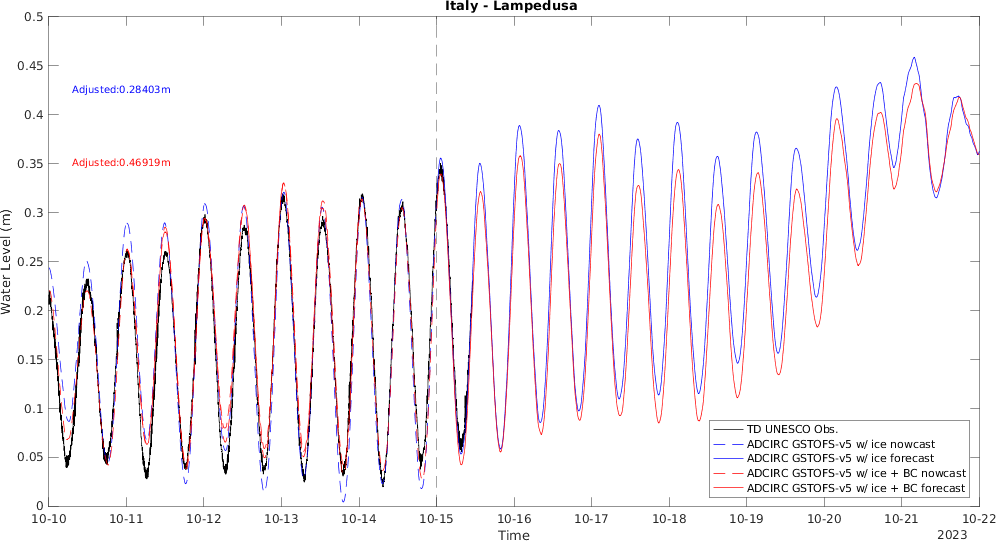 Italy - Lampedusa
0.5
0.45
0.4
0.35
0.3
0.25
0.2
0.15
0.1
0.05
0
Water Level (m)
Adjusted:0.28403m
Adjusted:0.46919m
TD UNESCO Obs.
ADCIRC GSTOFS-v5 w/ ice nowcast
ADCIRC GSTOFS-v5 w/ ice forecast
ADCIRC GSTOFS-v5 w/ ice + BC nowcast
ADCIRC GSTOFS-v5 w/ ice + BC forecast
10-10 10-11 10-12 10-13 10-14 10-15 10-16 10-17 10-18 10-19 10-20 10-21 10-22
Time
2023